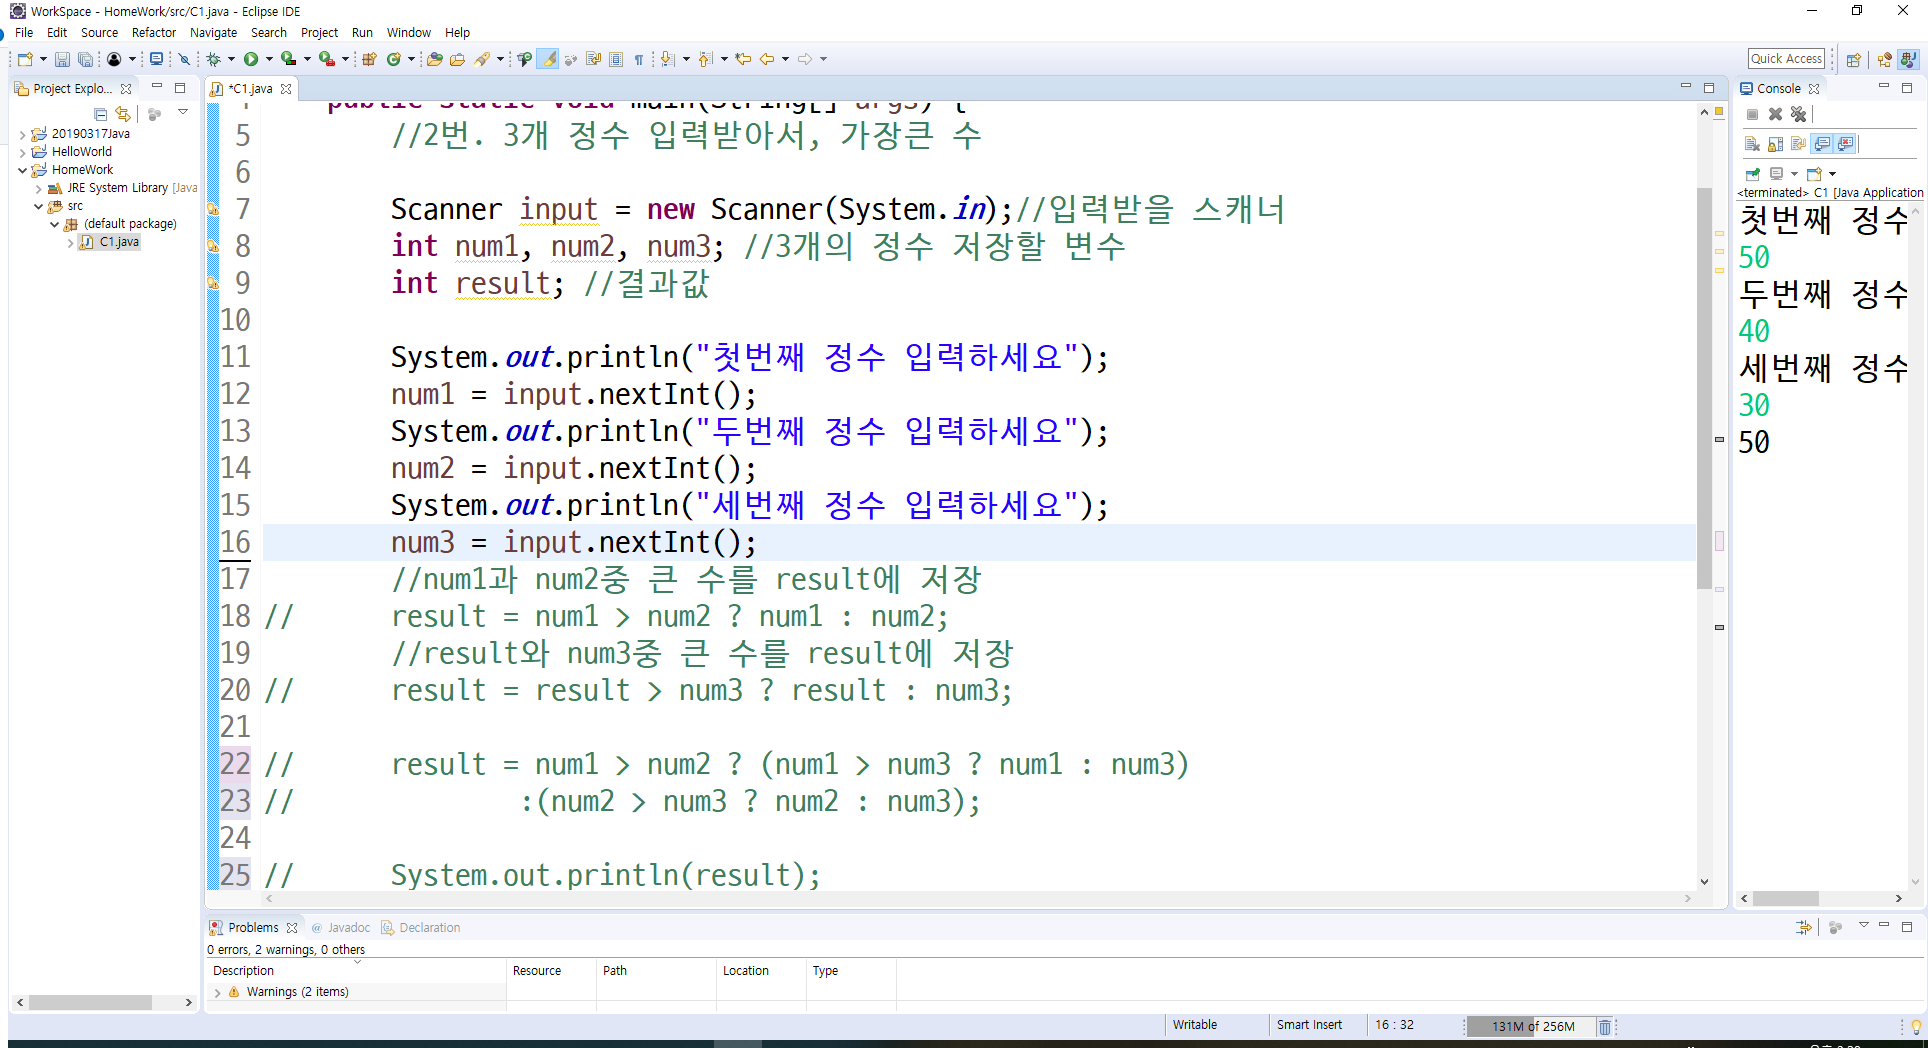 WorkSpace - HomeWork/src/C1.java - Eclipse IDE
File Edit Source Refactor Navigate Search Project Run Window Help
Quick Access
Project Explo...
20190317Java
HelloWorld
HomeWork
JRE System Library [Java
src
(default package)
C1.java
*C1.java
public static void main(String[] args) {
5 //2번. 3개 정수 입력받아서, 가장큰 수
6
7 Scanner input = new Scanner(System.in);//입력받을 스캐너
8 int num1, num2, num3; //3개의 정수 저장할 변수
9 int result; //결과값
10
11 System.out.println("첫번째 정수 입력하세요");
12 num1 = input.nextInt();
13 System.out.println("두번째 정수 입력하세요");
14 num2 = input.nextInt();
15 System.out.println("세번째 정수 입력하세요");
16 num3 = input.nextInt();
17 //num1과 num2중 큰 수를 result에 저장
18 // result = num1 > num2 ? num1 : num2;
19 //result와 num3중 큰 수를 result에 저장
20 // result = result > num3 ? result : num3;
21
22 // result = num1 > num2 ? (num1 > num3 ? num1 : num3)
23 // :(num2 > num3 ? num2 : num3);
24
25 // System.out.println(result);
Console
<terminated> C1 [Java Application
첫번째 정수
50
두번째 정수
40
세번째 정수
30
50
Problems @ Javadoc Declaration
0 errors, 2 warnings, 0 others
Description Resource Path Location Type
Warnings (2 items)
Writable Smart Insert 16 : 32 131M of 256M